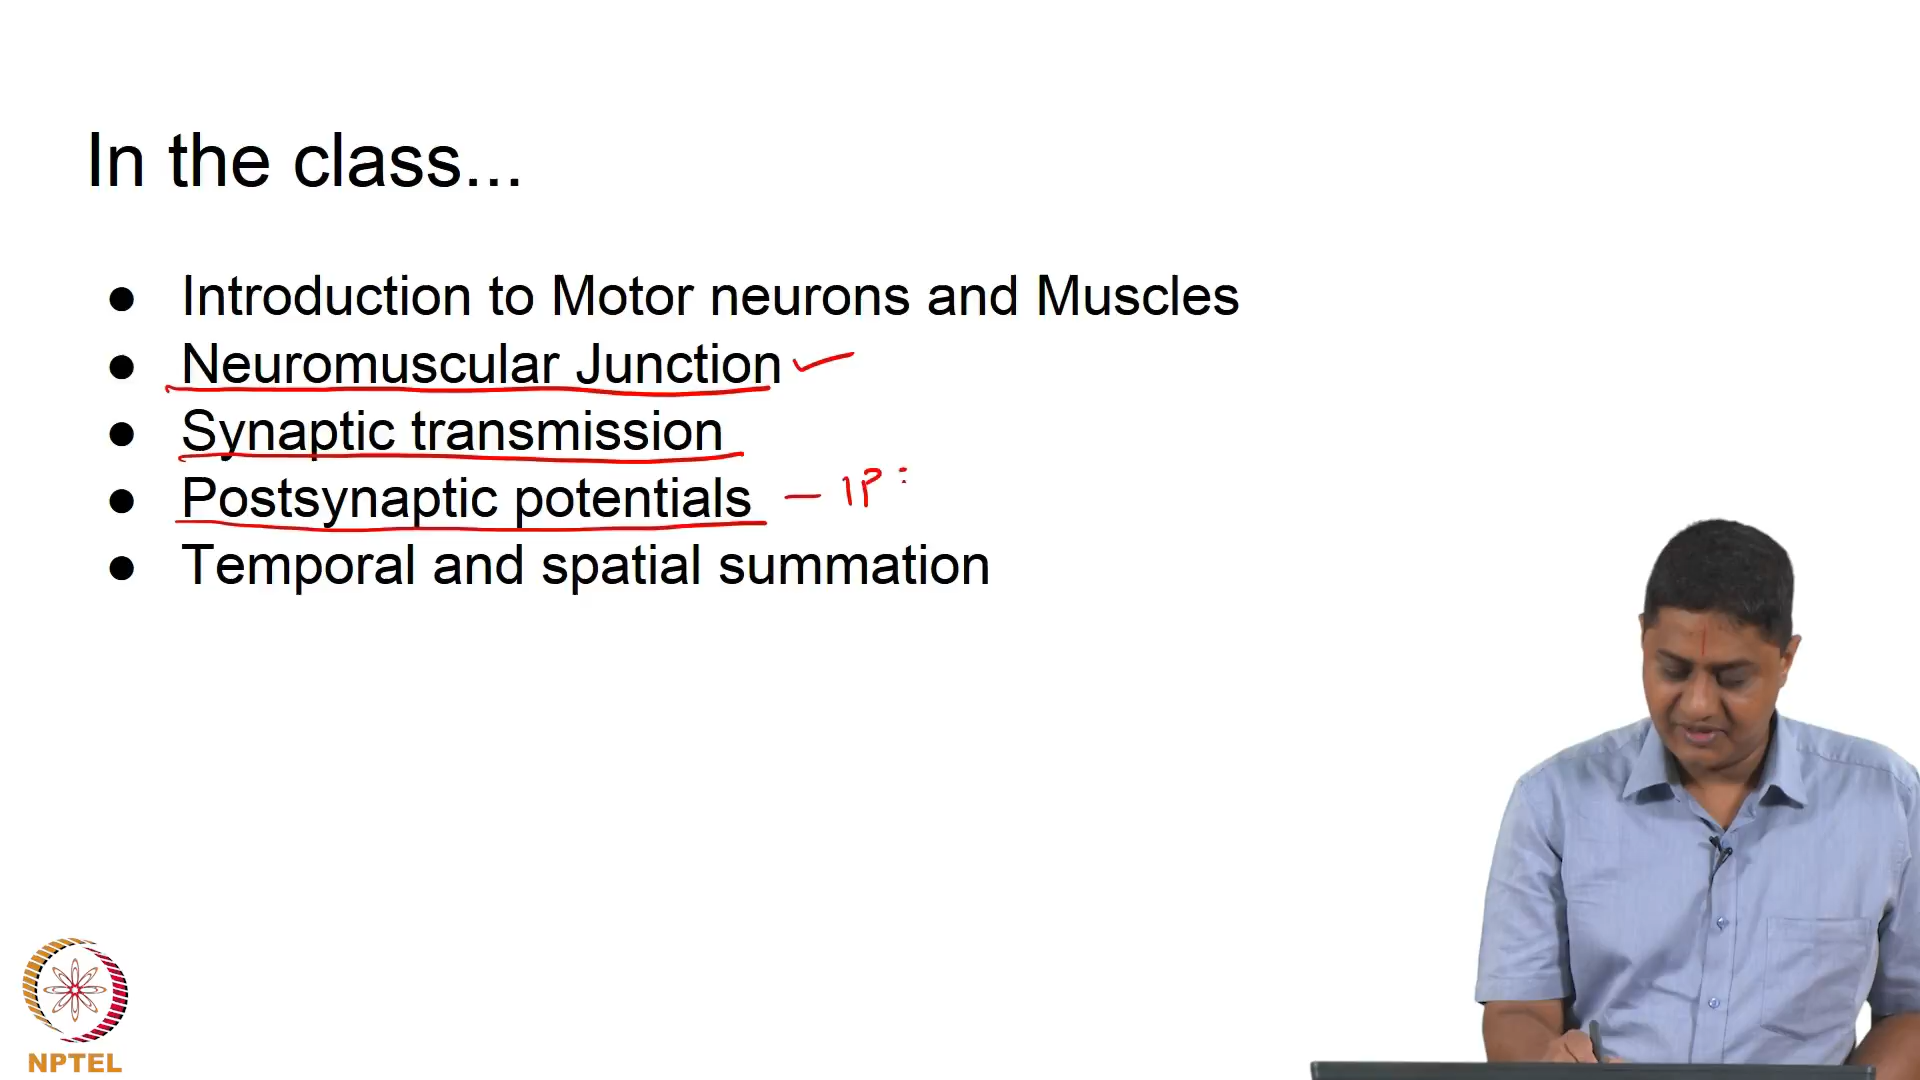 In the class...
● Introduction to Motor neurons and Muscles
● Neuromuscular Junction
● Synaptic transmission
● Postsynaptic potentials – IP
● Temporal and spatial summation
NPTEL